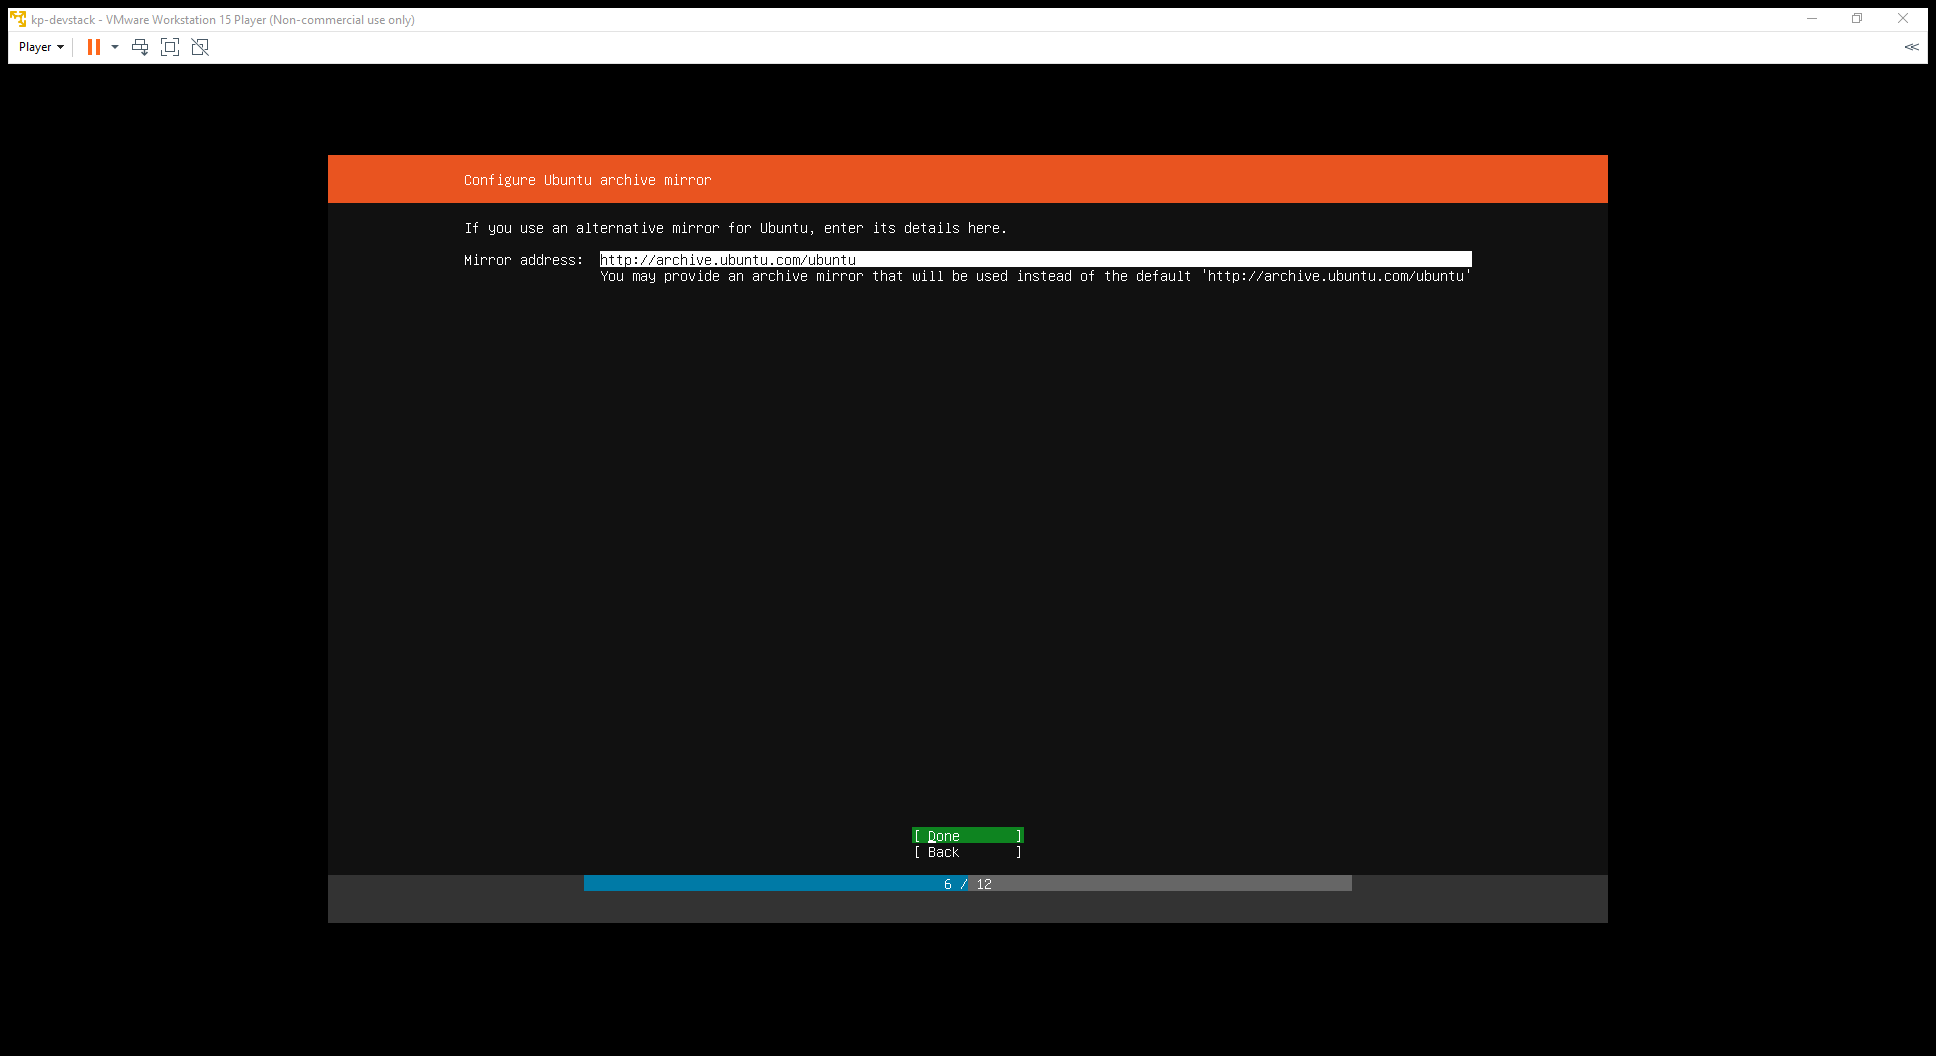 kp-devstack - VMware Workstation 15 Player (Non-commercial use only)
Player
Configure Ubuntu archive mirror
If you use an alternative mirror for Ubuntu, enter its details here.
Mirror address: http://archive.ubuntu.com/ubuntu
You may provide an archive mirror that will be used instead of the default 'http://archive.ubuntu.com/ubuntu'
[ Done ]
[ Back ]
6 / 12